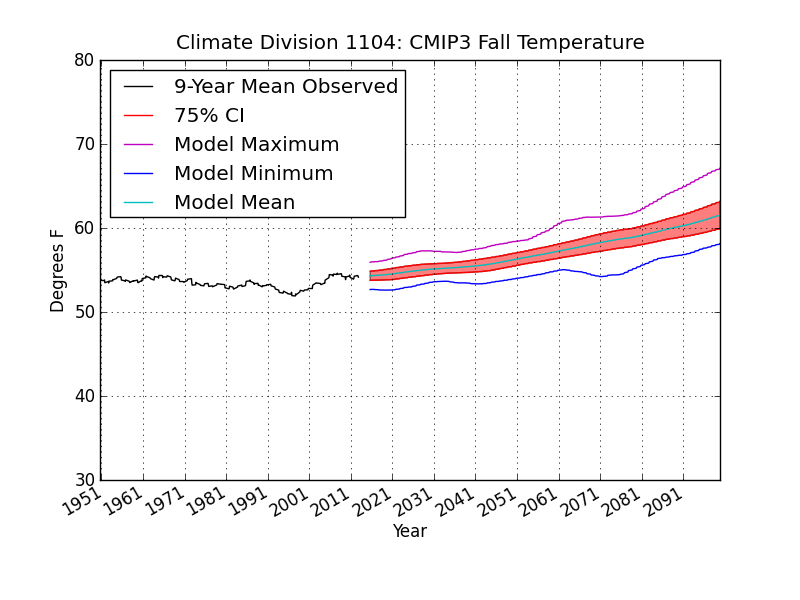 Climate Division 1104: CMIP3 Fall Temperature
80
70
60
50
40
30
Degrees F
9-Year Mean Observed
75% CI
Model Maximum
Model Minimum
Model Mean
1951
1961
1971
1981
1991
2001
2011
2021
2031
2041
2051
2061
2071
2081
2091
Year